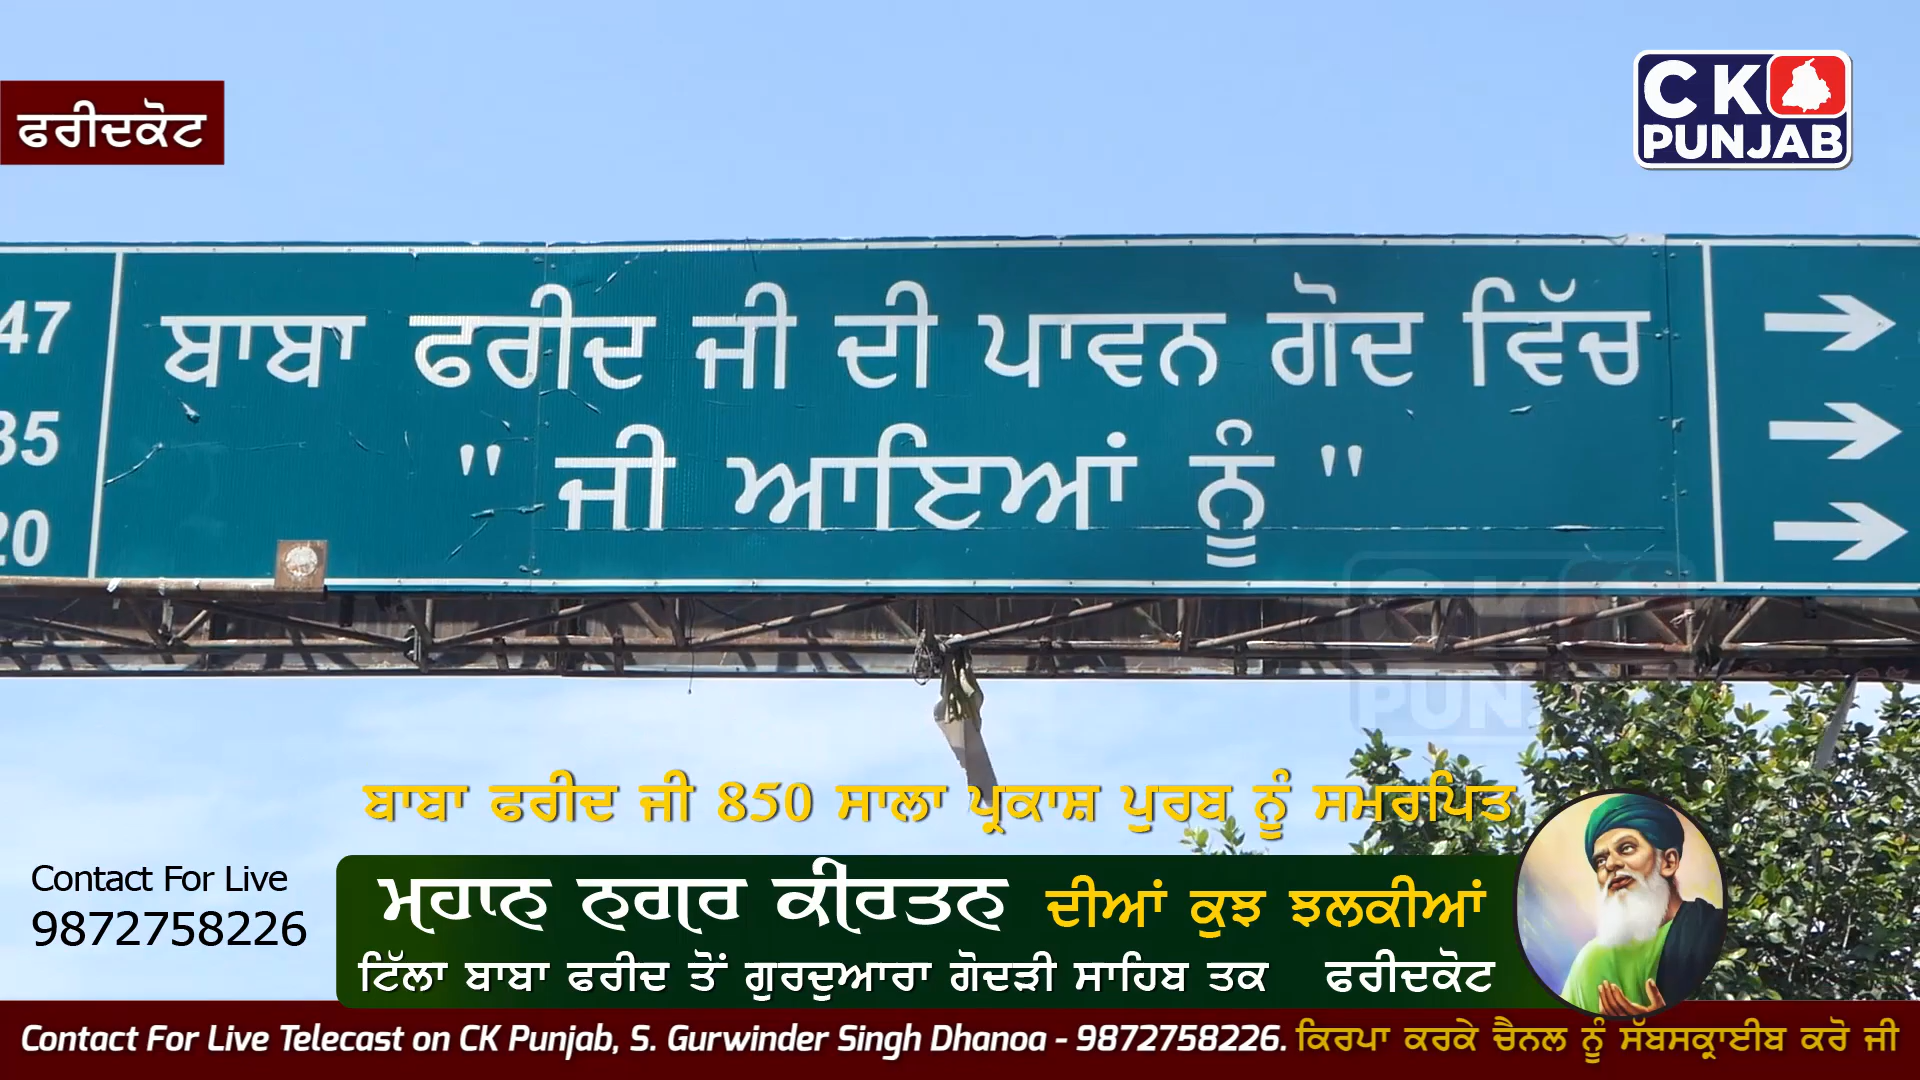 CK
PUNJAB
ਫਰੀਦਕੋਟ
47
ਬਾਬਾ ਫਰੀਦ ਜੀ ਦੀ ਪਾਵਨ ਗੋਦ ਵਿੱਚ
35
" ਜੀ ਆਇਆਂ ਨੂੰ "
20
ਬਾਬਾ ਫਰੀਦ ਜੀ 850 ਸਾਲਾ ਪ੍ਰਕਾਸ਼ ਪੁਰਬ ਨੂੰ ਸਮਰਪਿਤ
Contact For Live
9872758226
ਮਹਾਨ ਨਗਰ ਕੀਰਤਨ ਦੀਆਂ ਕੁਝ ਝਲਕੀਆਂ
ਟਿੱਲਾ ਬਾਬਾ ਫਰੀਦ ਤੋਂ ਗੁਰਦੁਆਰਾ ਗੋਦੜੀ ਸਾਹਿਬ ਤਕ ਫਰੀਦਕੋਟ
Contact For Live Telecast on CK Punjab, S. Gurwinder Singh Dhanoa - 9872758226. ਕਿਰਪਾ ਕਰਕੇ ਚੈਨਲ ਨੂੰ ਸੱਬਸਕ੍ਰਾਈਬ ਕਰੋ ਜੀ